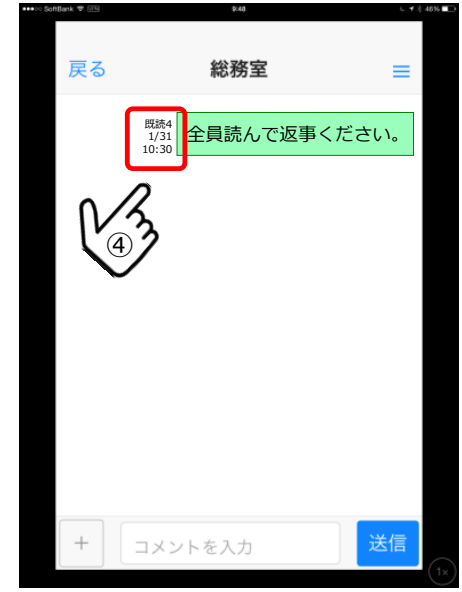 SoftBank 9:48 46%
戻る 総務室
既読4
1/31
10:30
全員読んで返事ください。
④
+ コメントを入力 送信
1×